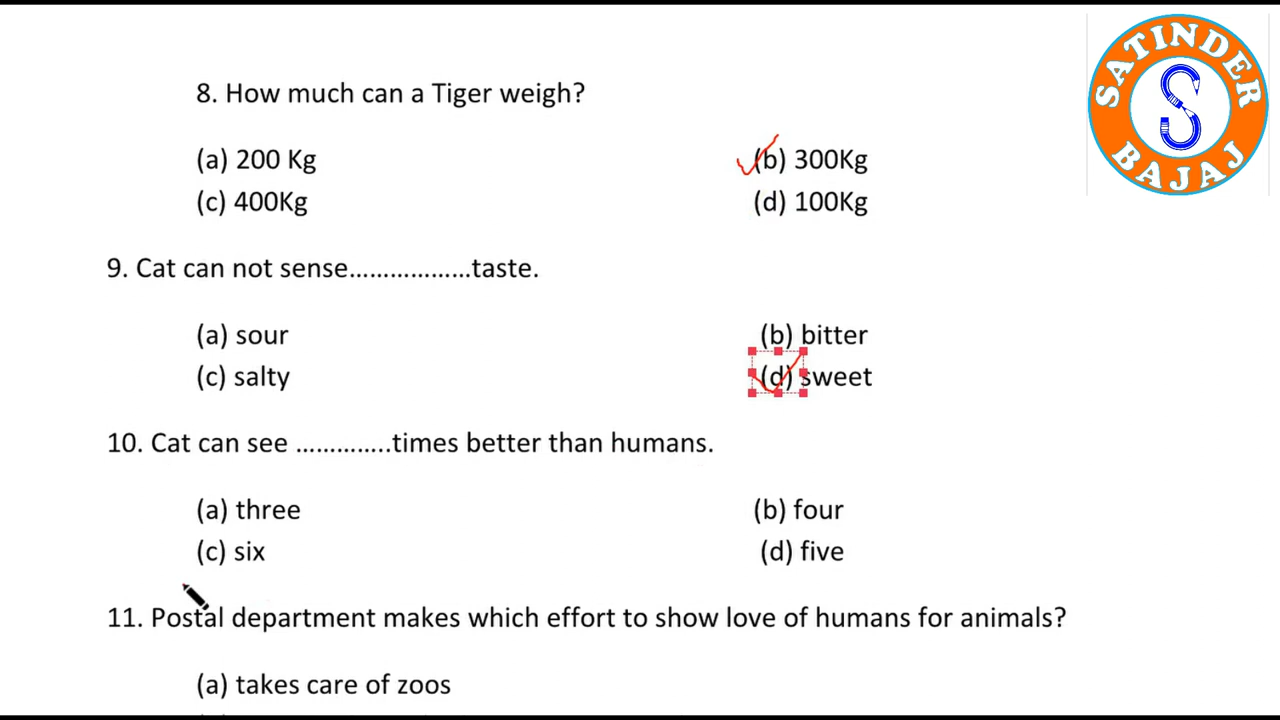 SATINDER
BAJAJ
8. How much can a Tiger weigh?
(a) 200 Kg (b) 300Kg
(c) 400Kg (d) 100Kg
9. Cat can not sense………………taste.
(a) sour (b) bitter
(c) salty (d) sweet
10. Cat can see …………..times better than humans.
(a) three (b) four
(c) six (d) five
11. Postal department makes which effort to show love of humans for animals?
(a) takes care of zoos